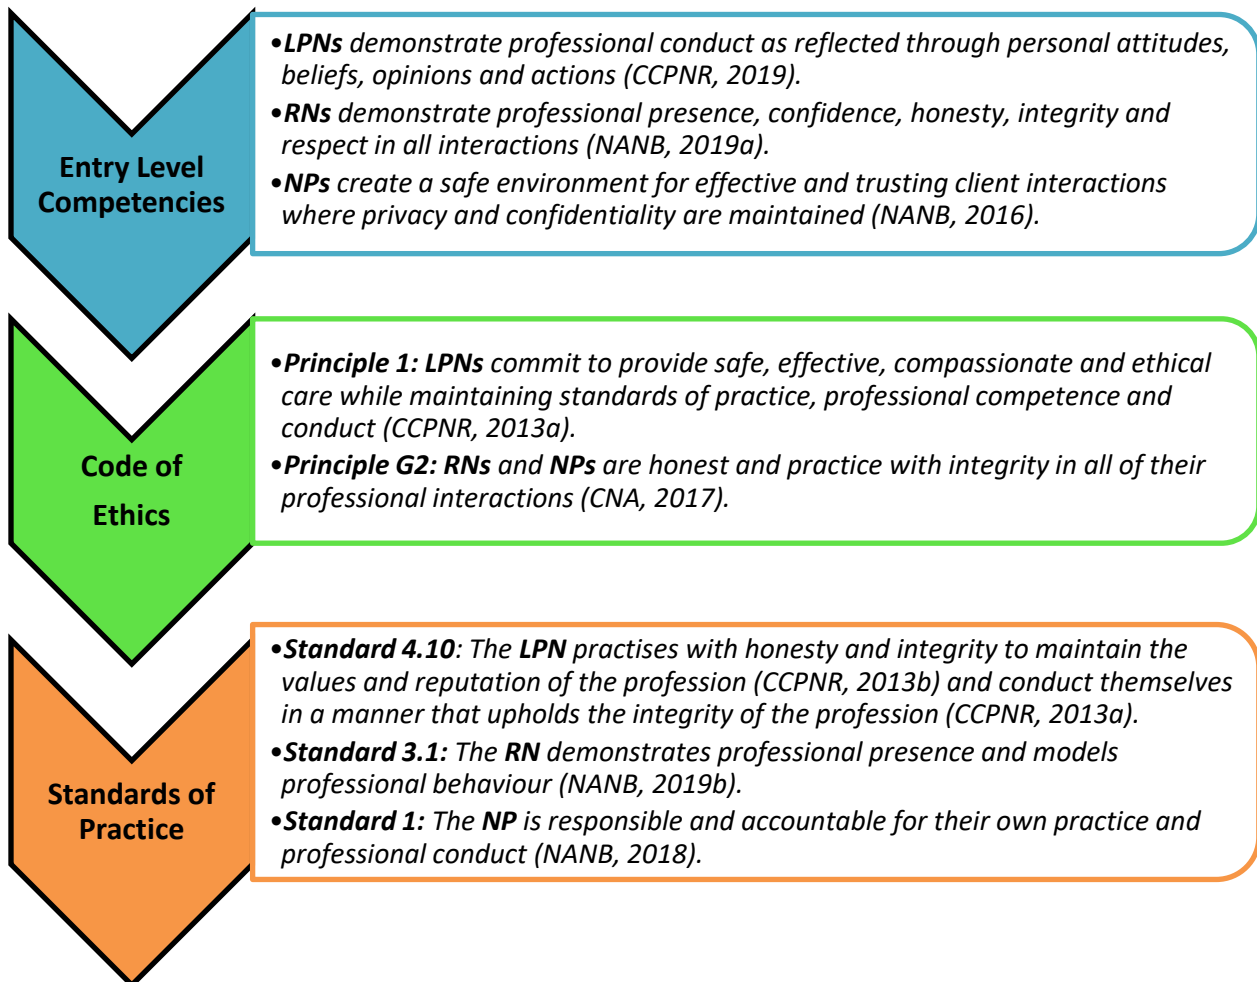 Entry Level
Competencies
•LPNs demonstrate professional conduct as reflected through personal attitudes,
beliefs, opinions and actions (CCPNR, 2019).
•RNs demonstrate professional presence, confidence, honesty, integrity and
respect in all interactions (NANB, 2019a).
•NPs create a safe environment for effective and trusting client interactions
where privacy and confidentiality are maintained (NANB, 2016).
Code of
Ethics
•Principle 1: LPNs commit to provide safe, effective, compassionate and ethical
care while maintaining standards of practice, professional competence and
conduct (CCPNR, 2013a).
•Principle G2: RNs and NPs are honest and practice with integrity in all of their
professional interactions (CNA, 2017).
Standards of
Practice
•Standard 4.10: The LPN practises with honesty and integrity to maintain the
values and reputation of the profession (CCPNR, 2013b) and conduct themselves
in a manner that upholds the integrity of the profession (CCPNR, 2013a).
•Standard 3.1: The RN demonstrates professional presence and models
professional behaviour (NANB, 2019b).
•Standard 1: The NP is responsible and accountable for their own practice and
professional conduct (NANB, 2018).